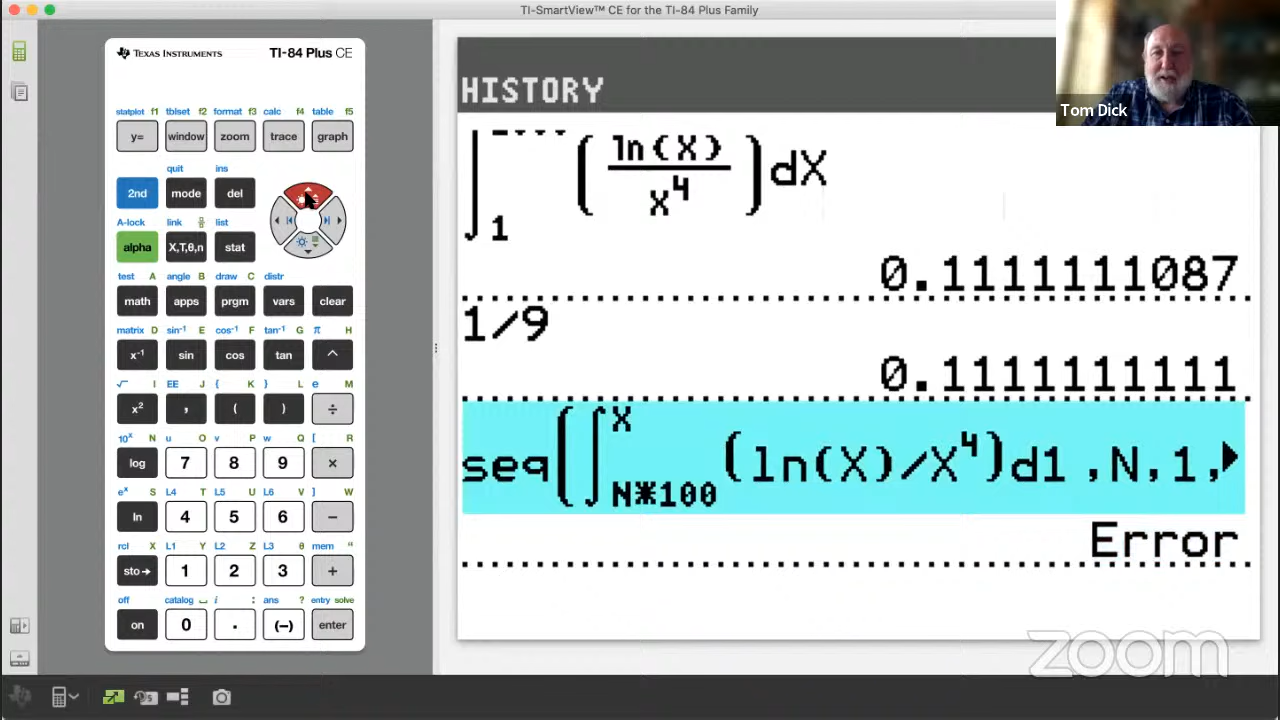 TI-SmartView™ CE for the TI-84 Plus Family
TEXAS INSTRUMENTS TI-84 Plus CE
statplot f1 tblset f2 format f3 calc f4 table f5
y= window zoom trace graph
quit ins
2nd mode del
A-lock link list
alpha X,T,θ,n stat
test A angle B draw C distr
math apps prgm vars clear
matrix D sin⁻¹ E cos⁻¹ F tan⁻¹ G π H
x⁻¹ sin cos tan ^
√ I EE J { K } L e M
x² , ( ) ÷
10ˣ N u O v P w Q [ R
log 7 8 9 ×
eˣ S L4 T L5 U L6 V ] W
ln 4 5 6 −
rcl X L1 Y L2 Z L3 θ mem "
sto→ 1 2 3 +
off catalog i : ans ? entry solve
on 0 . (−) enter
HISTORY
∫ 1 (ln(X)/X⁴)dX
0.1111111087
1/9
0.1111111111
seq(∫ X N*100 (ln(X)/X⁴)d1 ,N,1,
Error
Tom Dick
zoom